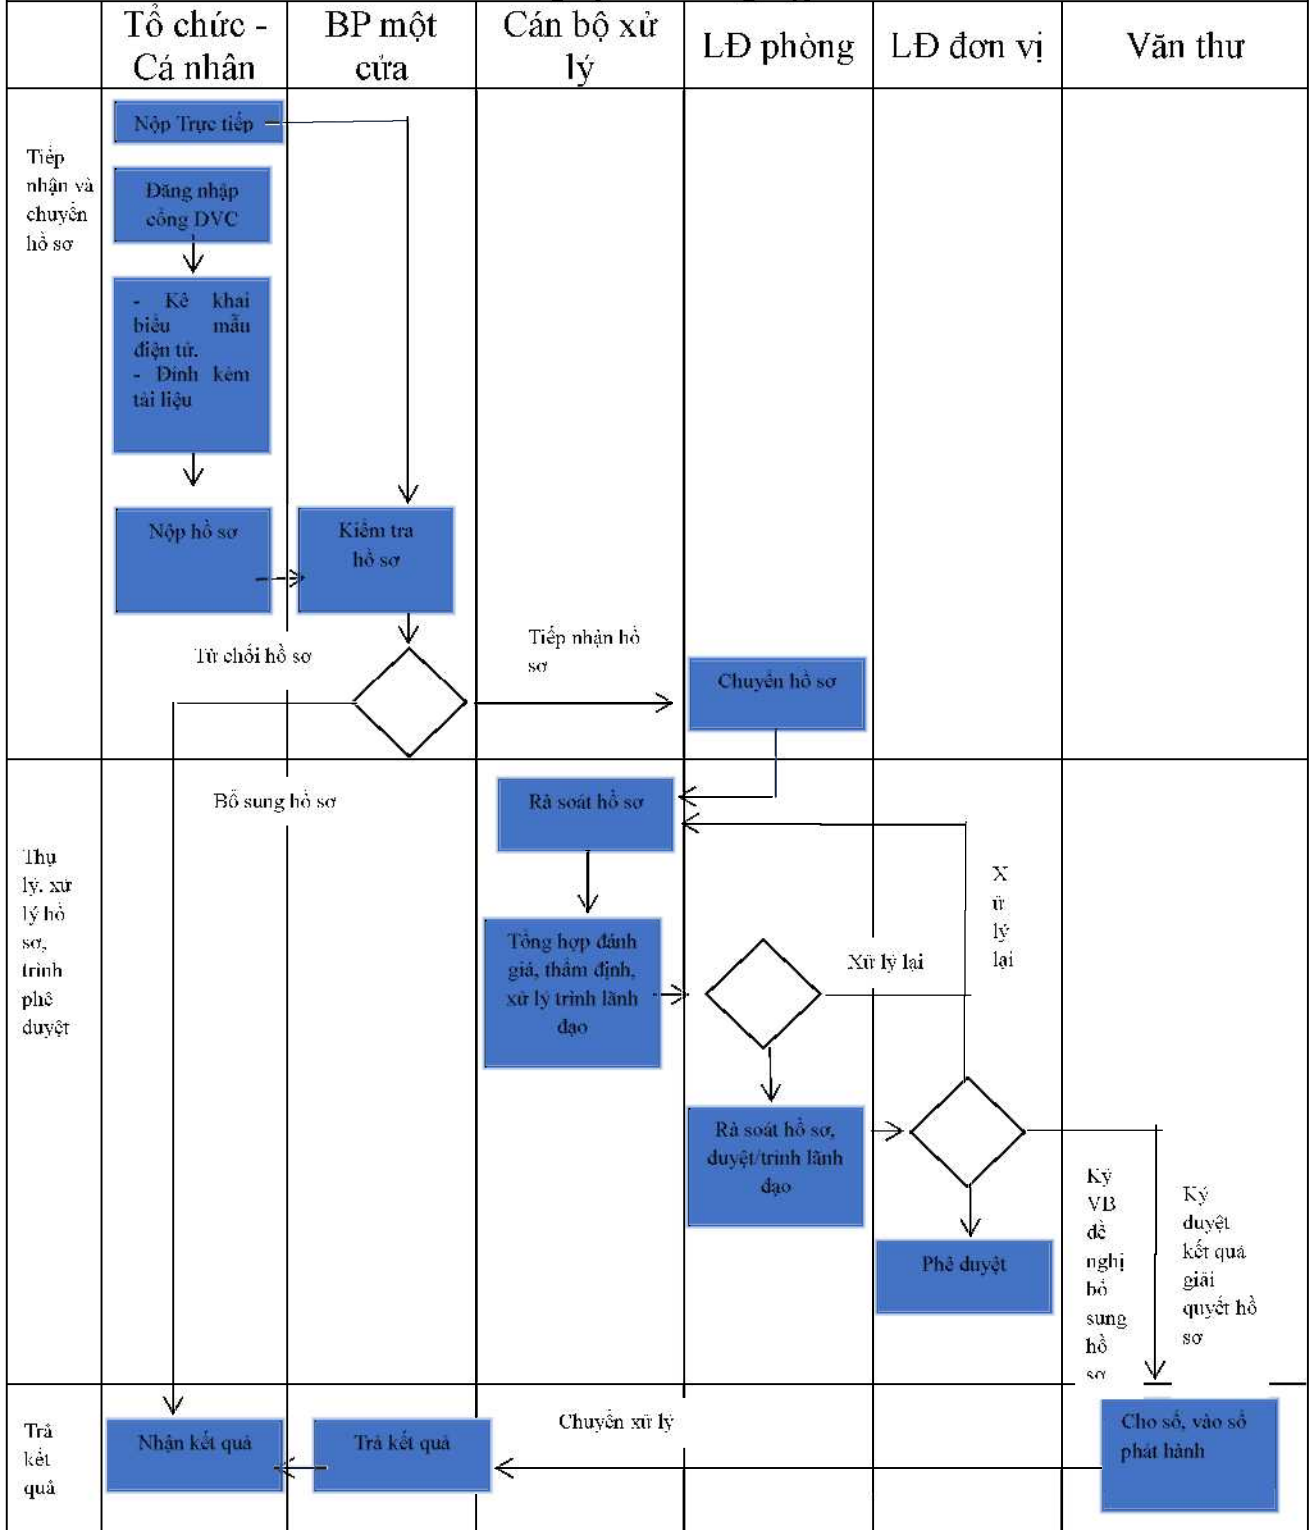 Tổ chức -
Cá nhân
BP một
cửa
Cán bộ xử
lý
LĐ phòng
LĐ đơn vị
Văn thư
Tiếp
nhận và
chuyển
hồ sơ
Nộp Trực tiếp
Đăng nhập
cổng DVC
- Kê khai
biểu mẫu
điện tử.
- Đính kèm
tài liệu
Nộp hồ sơ
Kiểm tra
hồ sơ
Từ chối hồ sơ
Tiếp nhận hồ
sơ
Chuyển hồ sơ
Thụ
lý, xử
lý hồ
sơ,
trình
phê
duyệt
Bổ sung hồ sơ
Rà soát hồ sơ
Tổng hợp đánh
giá, thẩm định,
xử lý trình lãnh
đạo
Xử lý lại
X
ử
lý
lại
Rà soát hồ sơ,
duyệt/trình lãnh
đạo
Phê duyệt
Ký
VB
đề
nghị
bổ
sung
hồ
sơ
Ký
duyệt
kết quả
giải
quyết hồ
sơ
Trả
kết
quả
Nhận kết quả
Trả kết quả
Chuyển xử lý
Cho số, vào sổ
phát hành